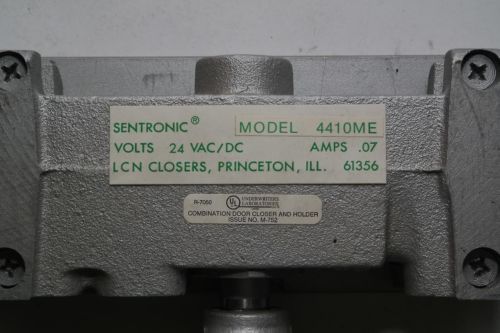 SENTRONIC® MODEL 4410ME
VOLTS 24 VAC/DC AMPS .07
LCN CLOSERS, PRINCETON, ILL. 61356
R-7060 UL UNDERWRITERS
LABORATORIES
COMBINATION DOOR CLOSER AND HOLDER
ISSUE NO. M-752